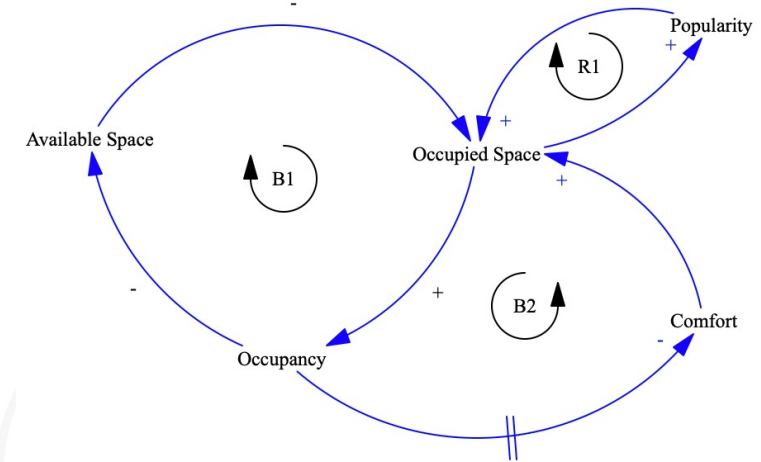 -
Popularity
+
R1
+
Available Space
Occupied Space
B1
+
-
+
B2
Comfort
-
Occupancy